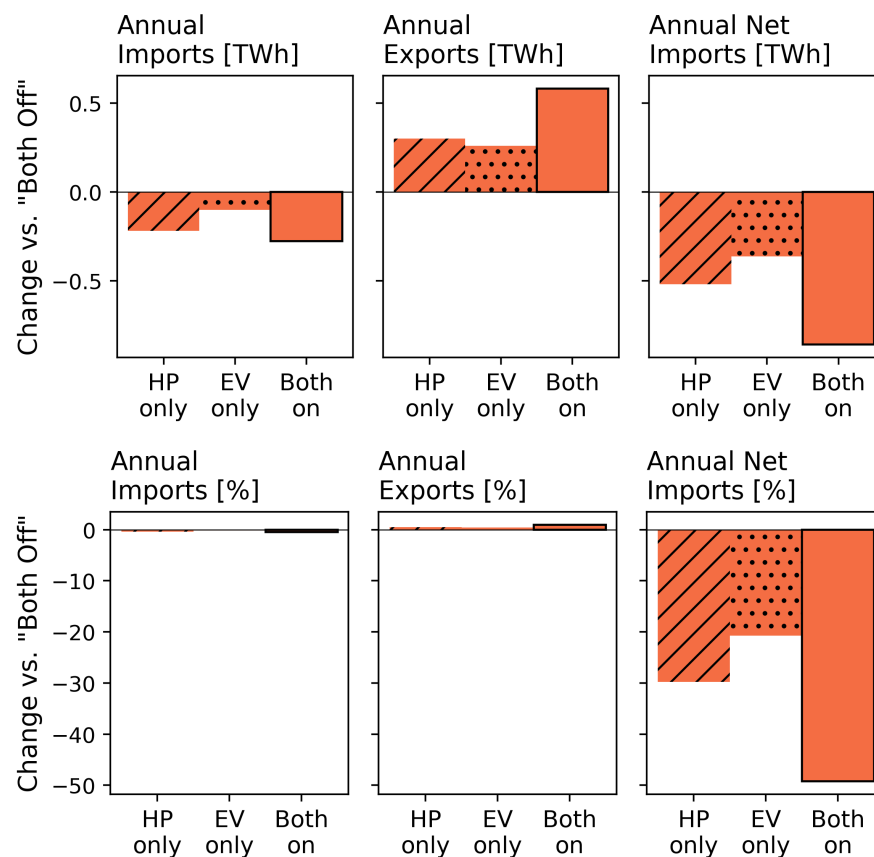 Annual
Imports [TWh]
Annual
Exports [TWh]
Annual Net
Imports [TWh]
Change vs. "Both Off"
0.5
0.0
−0.5
HP
only
EV
only
Both
on
HP
only
EV
only
Both
on
HP
only
EV
only
Both
on
Annual
Imports [%]
Annual
Exports [%]
Annual Net
Imports [%]
Change vs. "Both Off"
0
−10
−20
−30
−40
−50
HP
only
EV
only
Both
on
HP
only
EV
only
Both
on
HP
only
EV
only
Both
on